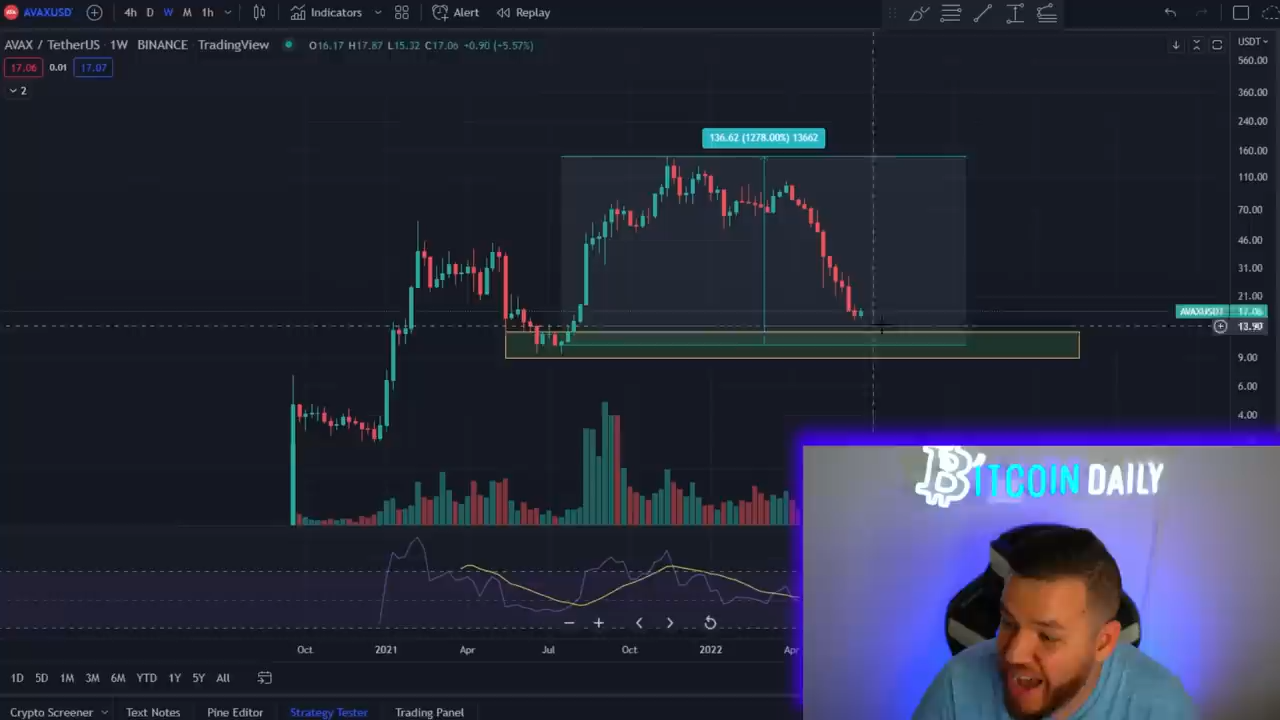 AVAXUSD 4h D W M 1h Indicators Alert Replay
AVAX / TetherUS 1W BINANCE TradingView O16.17 H17.87 L15.32 C17.06 +0.90 (+5.57%) USDT
17.06 0.01 17.07
2
560.00
360.00
240.00
136.62 (1278.00%) 13662
160.00
110.00
70.00
46.00
31.00
21.00
AVAXUSDT 17.06
13.90
9.00
6.00
4.00
BITCOIN DAILY
Oct 2021 Apr Jul Oct 2022 Apr
1D 5D 1M 3M 6M YTD 1Y 5Y All
Crypto Screener Text Notes Pine Editor Strategy Tester Trading Panel